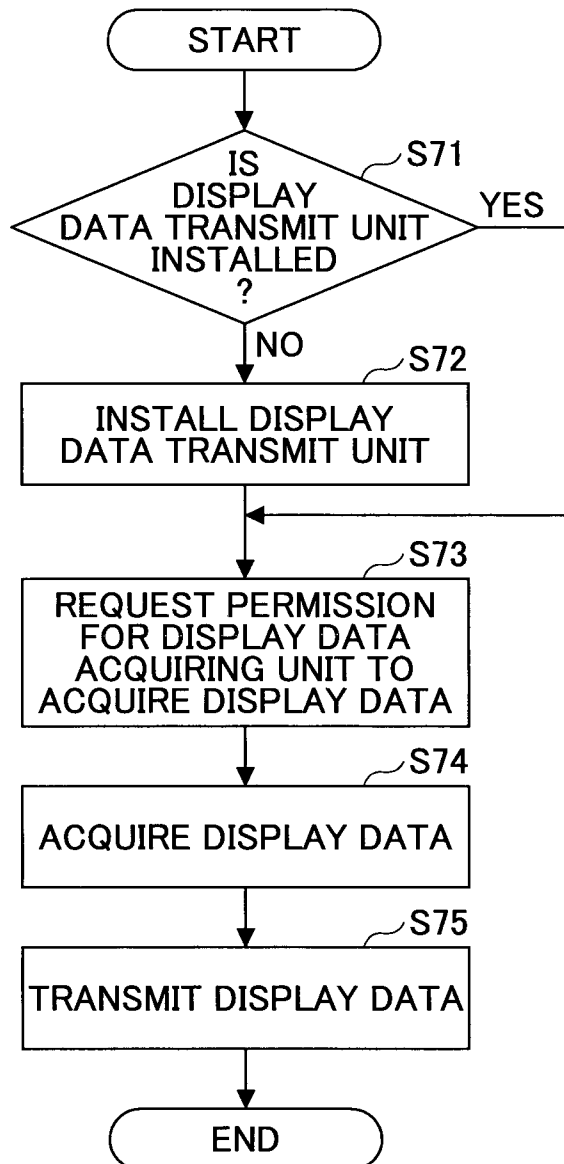 START
S71
IS
DISPLAY
DATA TRANSMIT UNIT
INSTALLED
?
YES
NO
S72
INSTALL DISPLAY
DATA TRANSMIT UNIT
S73
REQUEST PERMISSION
FOR DISPLAY DATA
ACQUIRING UNIT TO
ACQUIRE DISPLAY DATA
S74
ACQUIRE DISPLAY DATA
S75
TRANSMIT DISPLAY DATA
END